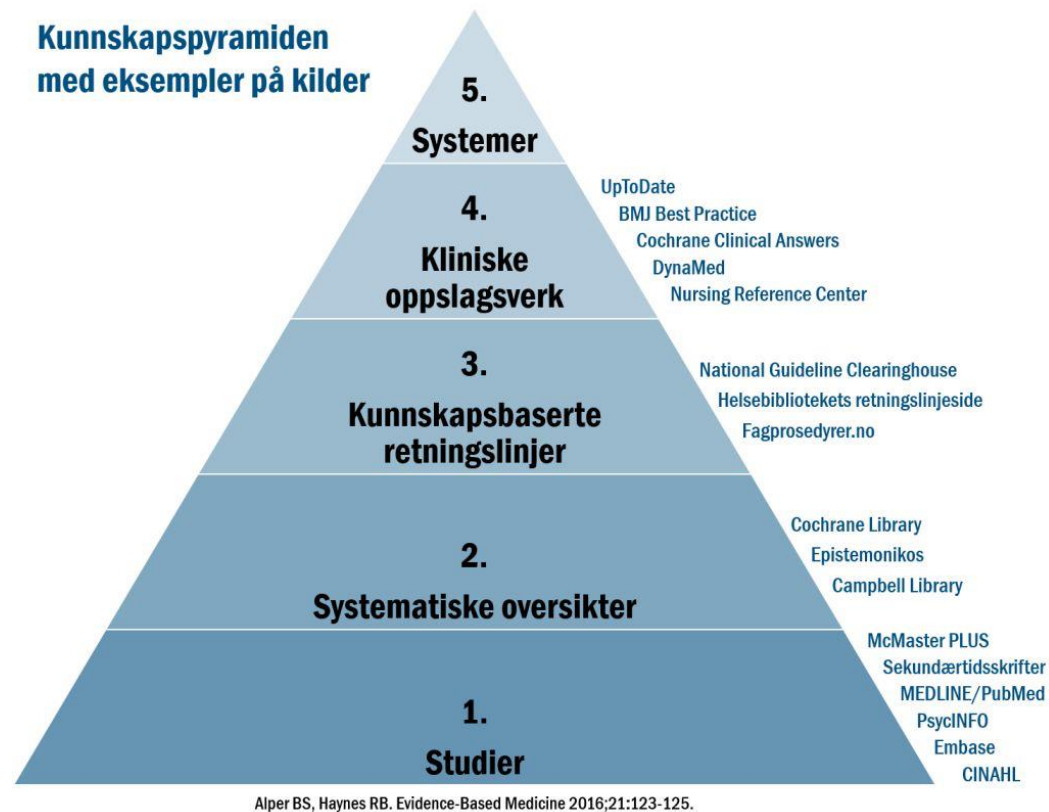 Kunnskapspyramiden
med eksempler på kilder
5.
Systemer
4.
Kliniske
oppslagsverk
UpToDate
BMJ Best Practice
Cochrane Clinical Answers
DynaMed
Nursing Reference Center
3.
Kunnskapsbaserte
retningslinjer
National Guideline Clearinghouse
Helsebibliotekets retningslinjeside
Fagprosedyrer.no
2.
Systematiske oversikter
Cochrane Library
Epistemonikos
Campbell Library
1.
Studier
McMaster PLUS
Sekundærtidsskrifter
MEDLINE/PubMed
PsycINFO
Embase
CINAHL
Alper BS, Haynes RB. Evidence-Based Medicine 2016;21:123-125.